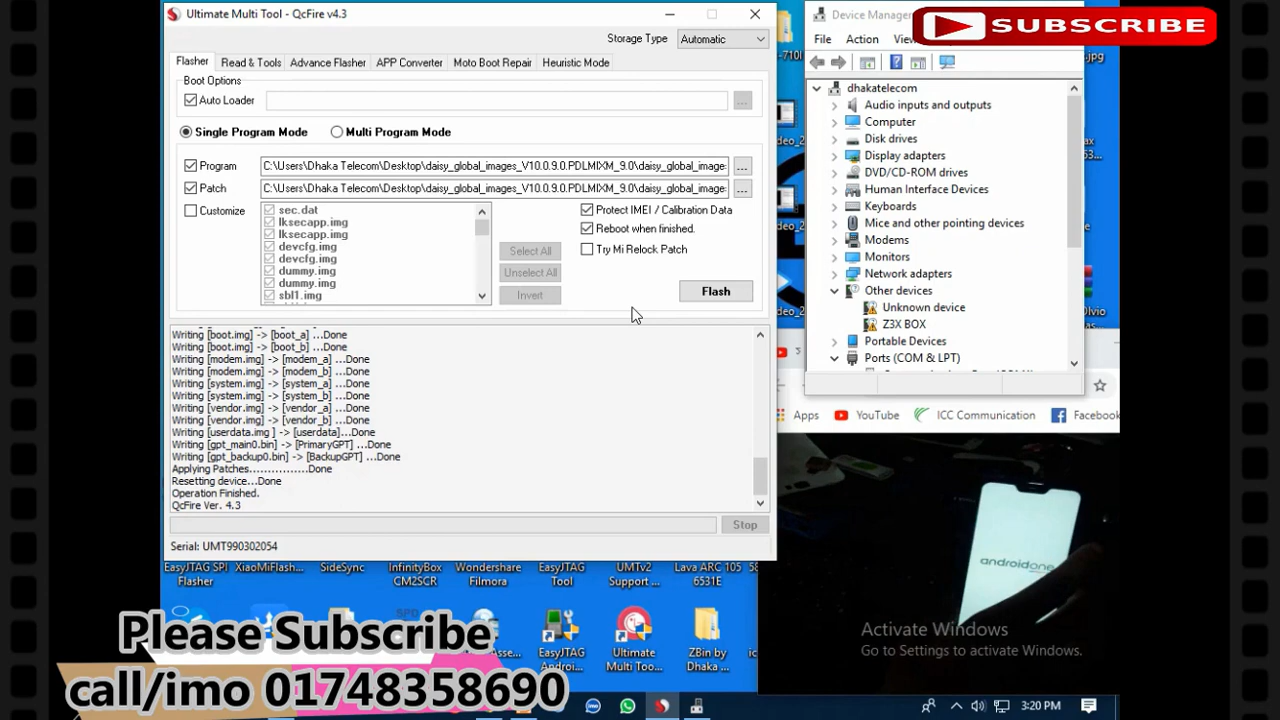 Ultimate Multi Tool - QcFire v4.3
Storage Type Automatic
Flasher Read & Tools Advance Flasher APP Converter Moto Boot Repair Heuristic Mode
Boot Options
Auto Loader ...
Single Program Mode Multi Program Mode
Program C:\Users\Dhaka Telecom\Desktop\daisy_global_images_V10.0.9.0.PDLMIXM_9.0\daisy_global_image: ...
Patch C:\Users\Dhaka Telecom\Desktop\daisy_global_images_V10.0.9.0.PDLMIXM_9.0\daisy_global_image: ...
Customize
sec.dat
lksecapp.img
lksecapp.img
devcfg.img
devcfg.img
dummy.img
dummy.img
sbl1.img
Select All
Unselect All
Invert
Protect IMEI / Calibration Data
Reboot when finished.
Try Mi Relock Patch
Flash
Writing [boot.img] -> [boot_a] ...Done
Writing [boot.img] -> [boot_b] ...Done
Writing [modem.img] -> [modem_a] ...Done
Writing [modem.img] -> [modem_b] ...Done
Writing [system.img] -> [system_a] ...Done
Writing [system.img] -> [system_b] ...Done
Writing [vendor.img] -> [vendor_a] ...Done
Writing [vendor.img] -> [vendor_b] ...Done
Writing [userdata.img ] -> [userdata]...Done
Writing [gpt_main0.bin] -> [PrimaryGPT] ...Done
Writing [gpt_backup0.bin] -> [BackupGPT] ...Done
Applying Patches...............Done
Resetting device...Done
Operation Finished.
QcFire Ver. 4.3
Stop
Serial: UMT990302054
Device Manage
SUBSCRIBE
File Action View
dhakatelecom
Audio inputs and outputs
Computer
Disk drives
Display adapters
DVD/CD-ROM drives
Human Interface Devices
Keyboards
Mice and other pointing devices
Modems
Monitors
Network adapters
Other devices
Unknown device
Z3X BOX
Portable Devices
Ports (COM & LPT)
Apps YouTube ICC Communication Facebook
androidone
Activate Windows
Go to Settings to activate Windows.
EasyJTAG SPI Flasher
XiaoMiFlash...
SideSync
InfinityBox CM2SCR
Wondershare Filmora
EasyJTAG Tool
UMTv2 Support ...
Lava ARC 105 6531E
EasyJTAG Androi...
Ultimate Multi Too...
ZBin by Dhaka ...
Please Subscribe
call/imo 01748358690
3:20 PM